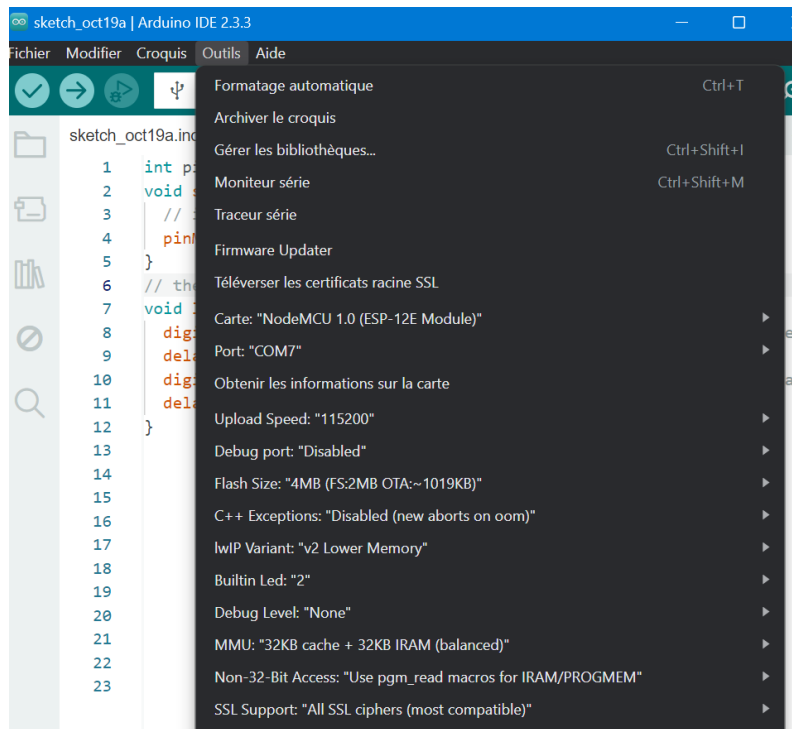 sketch_oct19a | Arduino IDE 2.3.3
Fichier Modifier Croquis Outils Aide
Formatage automatique Ctrl+T
Archiver le croquis
Gérer les bibliothèques... Ctrl+Shift+I
Moniteur série Ctrl+Shift+M
Traceur série
Firmware Updater
Téléverser les certificats racine SSL
Carte: "NodeMCU 1.0 (ESP-12E Module)"
Port: "COM7"
Obtenir les informations sur la carte
Upload Speed: "115200"
Debug port: "Disabled"
Flash Size: "4MB (FS:2MB OTA:~1019KB)"
C++ Exceptions: "Disabled (new aborts on oom)"
lwIP Variant: "v2 Lower Memory"
Builtin Led: "2"
Debug Level: "None"
MMU: "32KB cache + 32KB IRAM (balanced)"
Non-32-Bit Access: "Use pgm_read macros for IRAM/PROGMEM"
SSL Support: "All SSL ciphers (most compatible)"
sketch_oct19a.ino
1 int
2 void
3 //
4
5 }
6 //
7 void
8
9
10
11
12 }
13
14
15
16
17
18
19
20
21
22
23